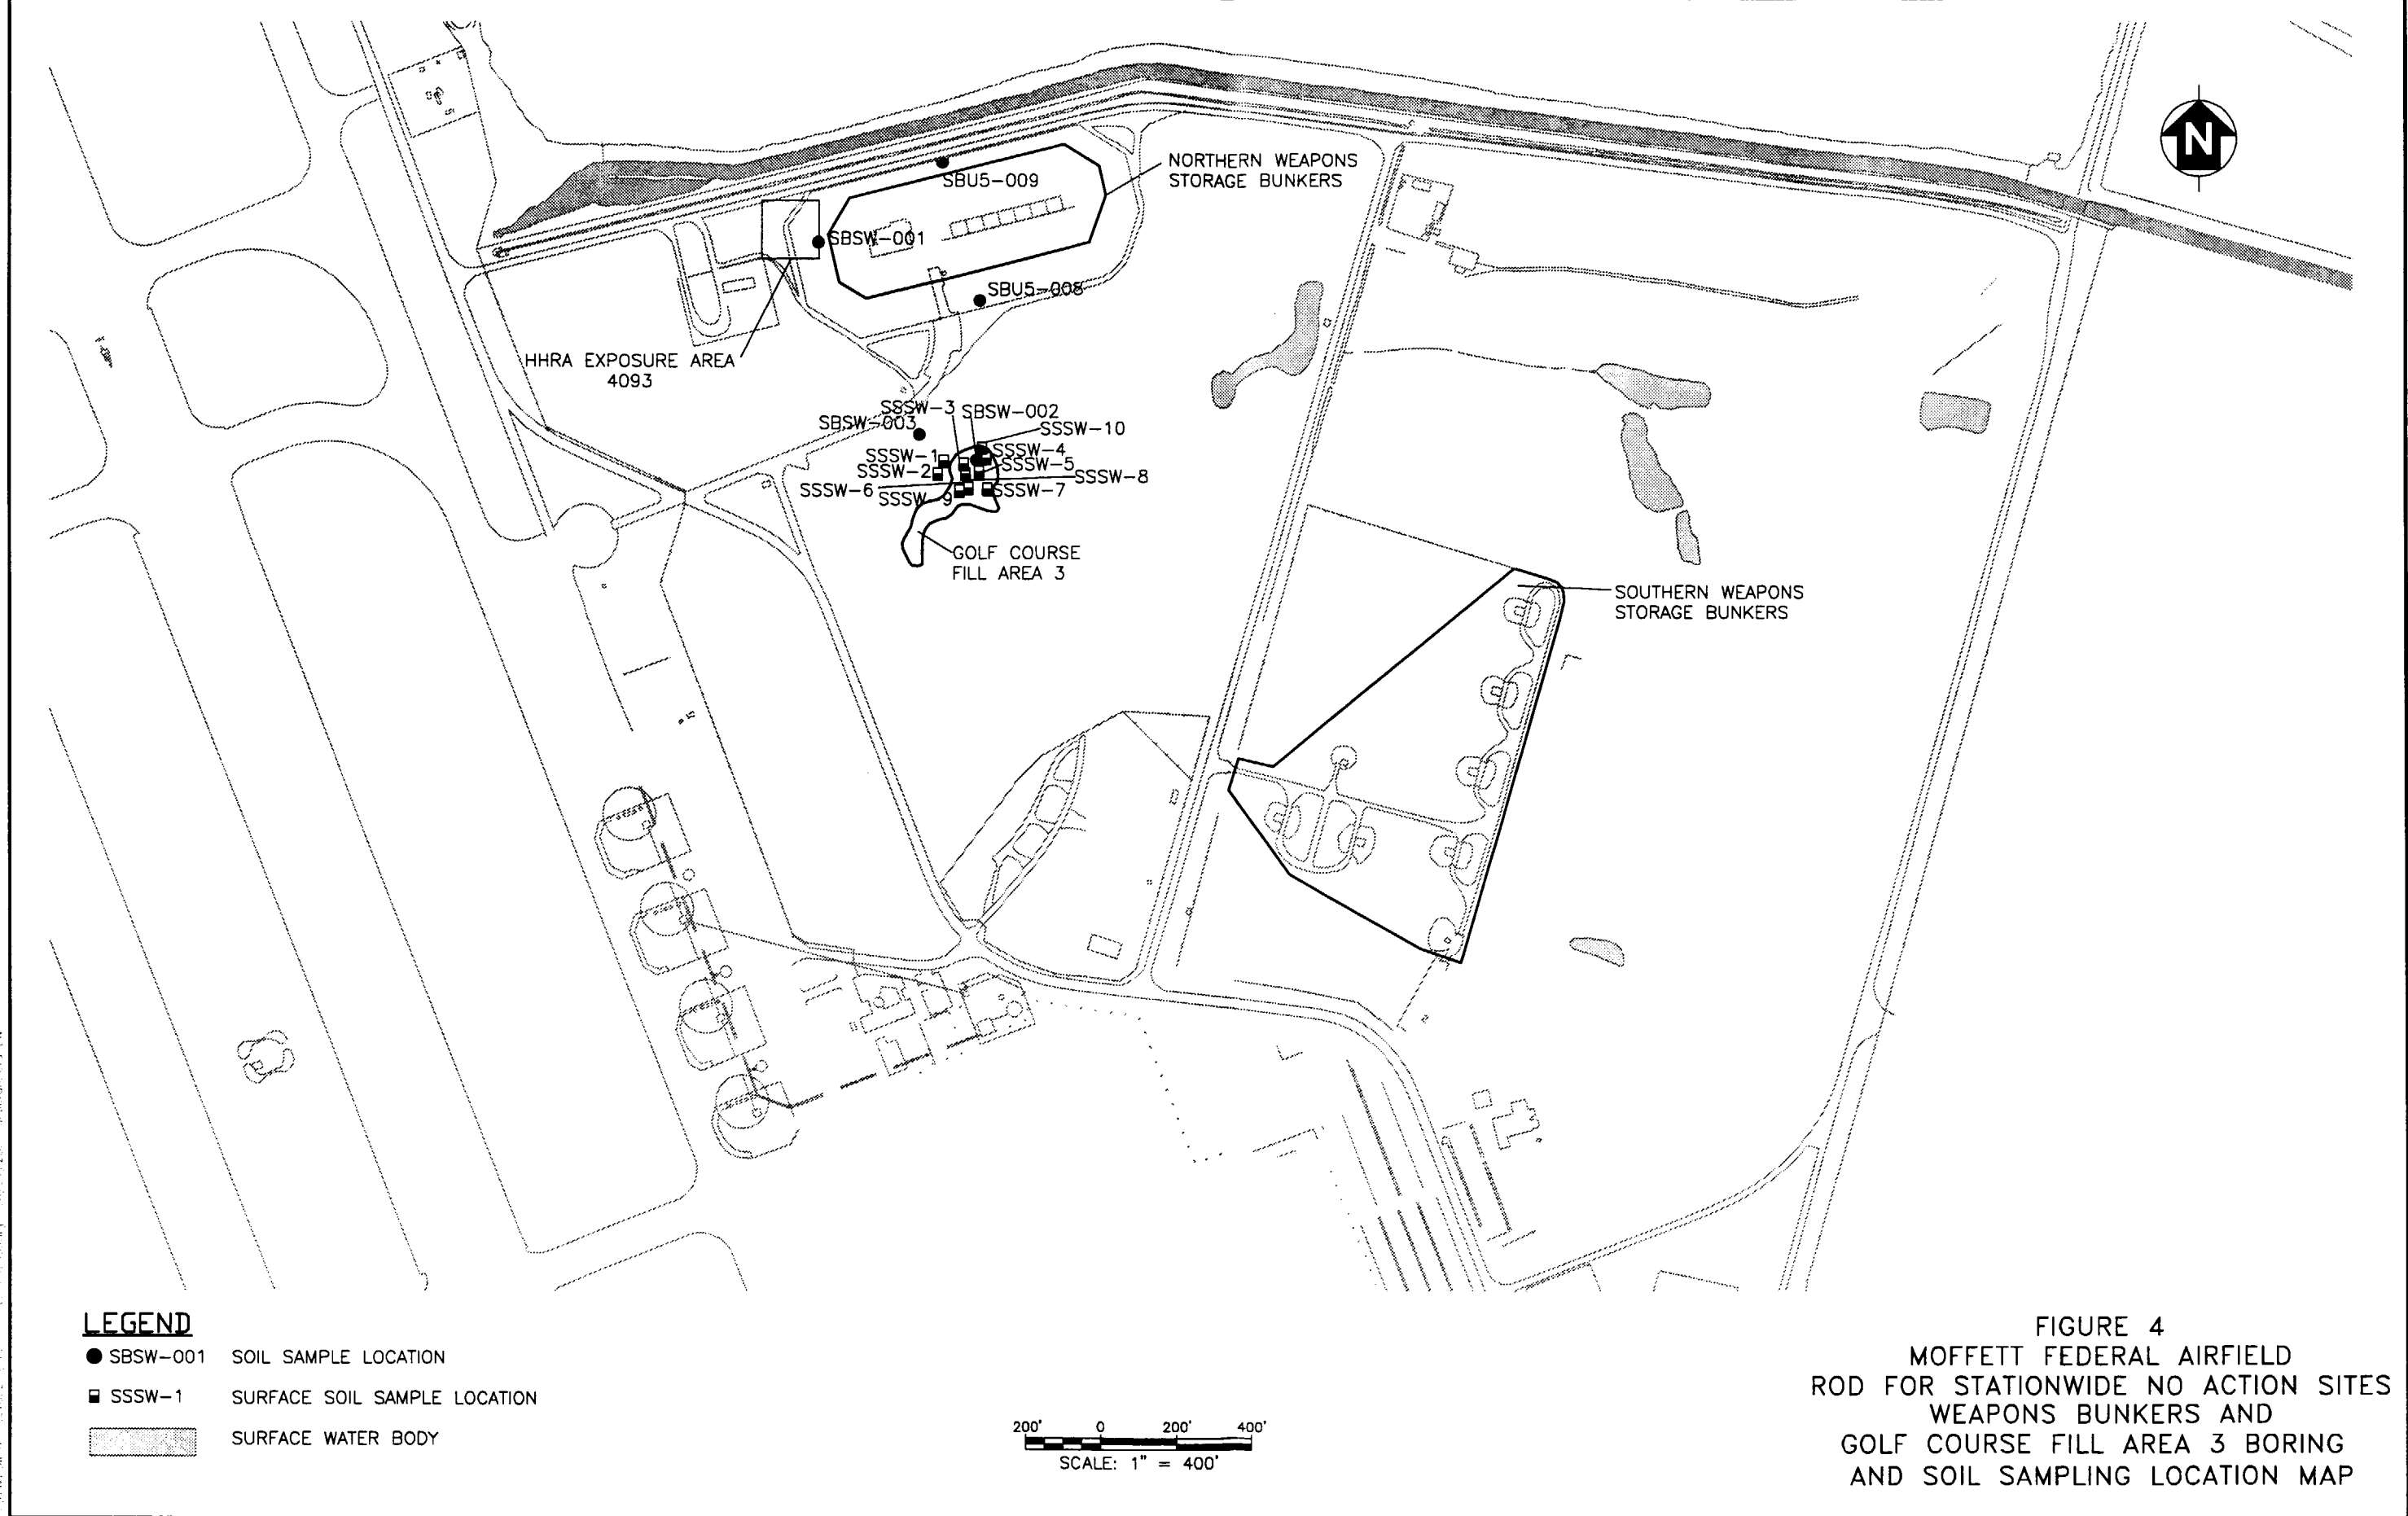 N
NORTHERN WEAPONS
STORAGE BUNKERS
SBU5-009
SBSW-001
SBU5-008
HHRA EXPOSURE AREA
4093
SSSW-3
SBSW-002
SBSW-003
SSSW-10
SSSW-1
SSSW-4
SSSW-2
SSSW-5
SSSW-8
SSSW-6
SSSW-9
SSSW-7
GOLF COURSE
FILL AREA 3
SOUTHERN WEAPONS
STORAGE BUNKERS
LEGEND
SBSW-001 SOIL SAMPLE LOCATION
SSSW-1 SURFACE SOIL SAMPLE LOCATION
SURFACE WATER BODY
200' 0 200' 400'
SCALE: 1" = 400'
FIGURE 4
MOFFETT FEDERAL AIRFIELD
ROD FOR STATIONWIDE NO ACTION SITES
WEAPONS BUNKERS AND
GOLF COURSE FILL AREA 3 BORING
AND SOIL SAMPLING LOCATION MAP